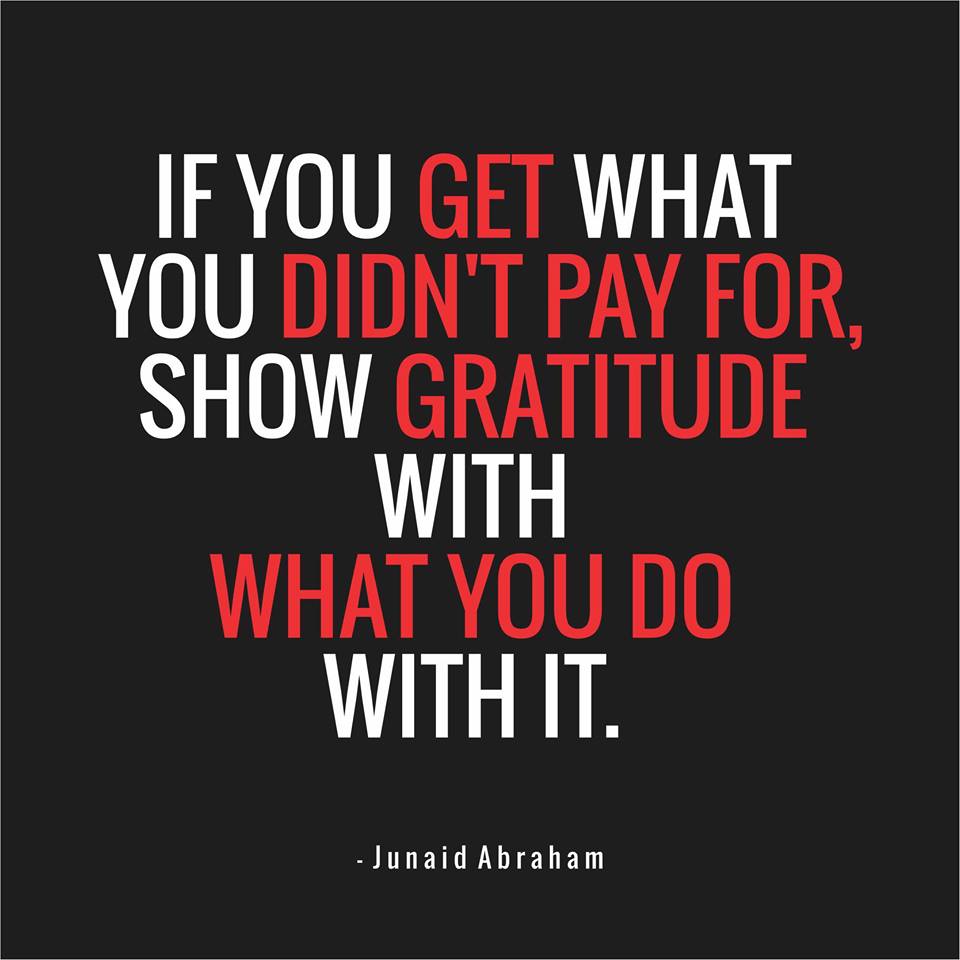 IF YOU GET WHAT
YOU DIDN'T PAY FOR,
SHOW GRATITUDE
WITH
WHAT YOU DO
WITH IT.
- Junaid Abraham